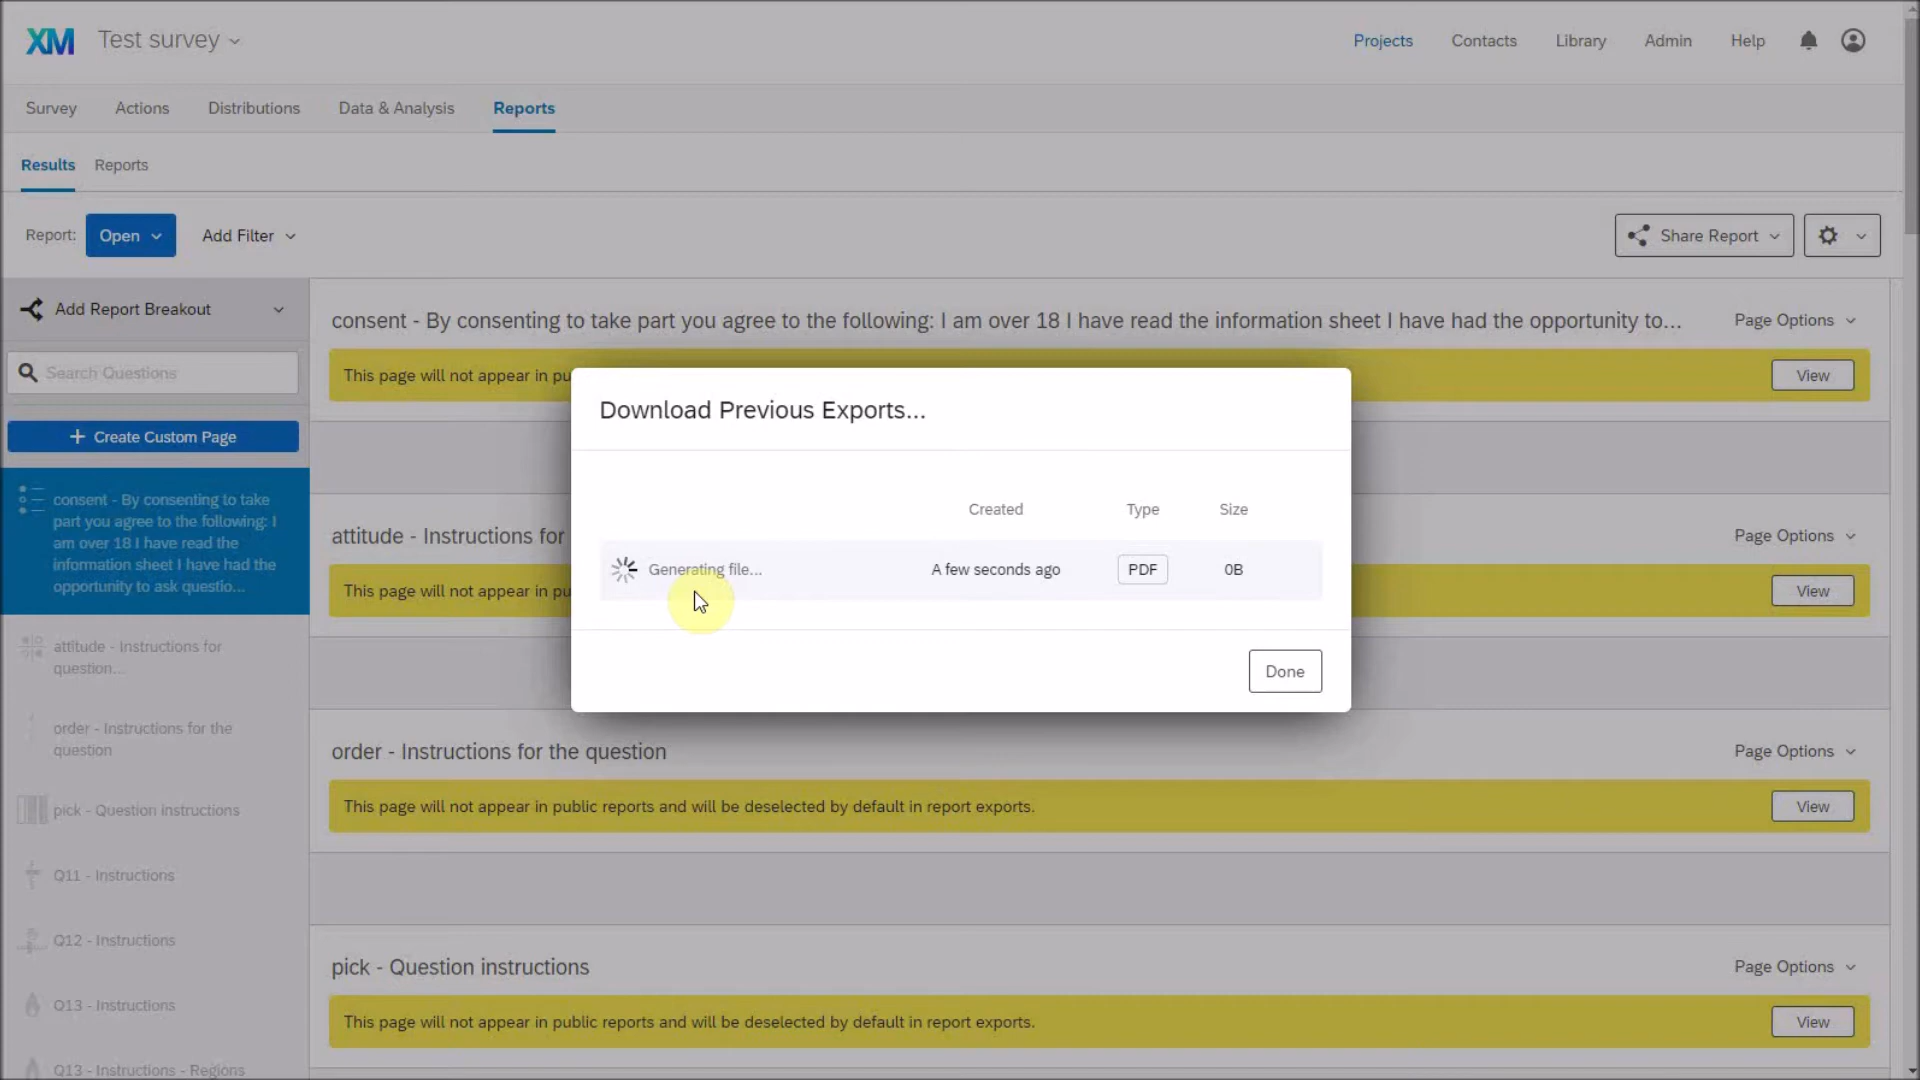 XM Test survey
Projects Contacts Library Admin Help
Survey Actions Distributions Data & Analysis Reports
Results Reports
Report: Open Add Filter Share Report
Add Report Breakout
Search Questions
+ Create Custom Page
consent - By consenting to take
part you agree to the following: I
am over 18 I have read the
information sheet I have had the
opportunity to ask questio...
attitude - Instructions for
question...
order - Instructions for the
question
pick - Question instructions
Q11 - Instructions
Q12 - Instructions
Q13 - Instructions
Q13 - Instructions - Regions
consent - By consenting to take part you agree to the following: I am over 18 I have read the information sheet I have had the opportunity to... Page Options
This page will not appear in pu View
attitude - Instructions for Page Options
This page will not appear in pu View
order - Instructions for the question Page Options
This page will not appear in public reports and will be deselected by default in report exports. View
pick - Question instructions Page Options
This page will not appear in public reports and will be deselected by default in report exports. View
Download Previous Exports...
Created Type Size
Generating file... A few seconds ago PDF 0B
Done